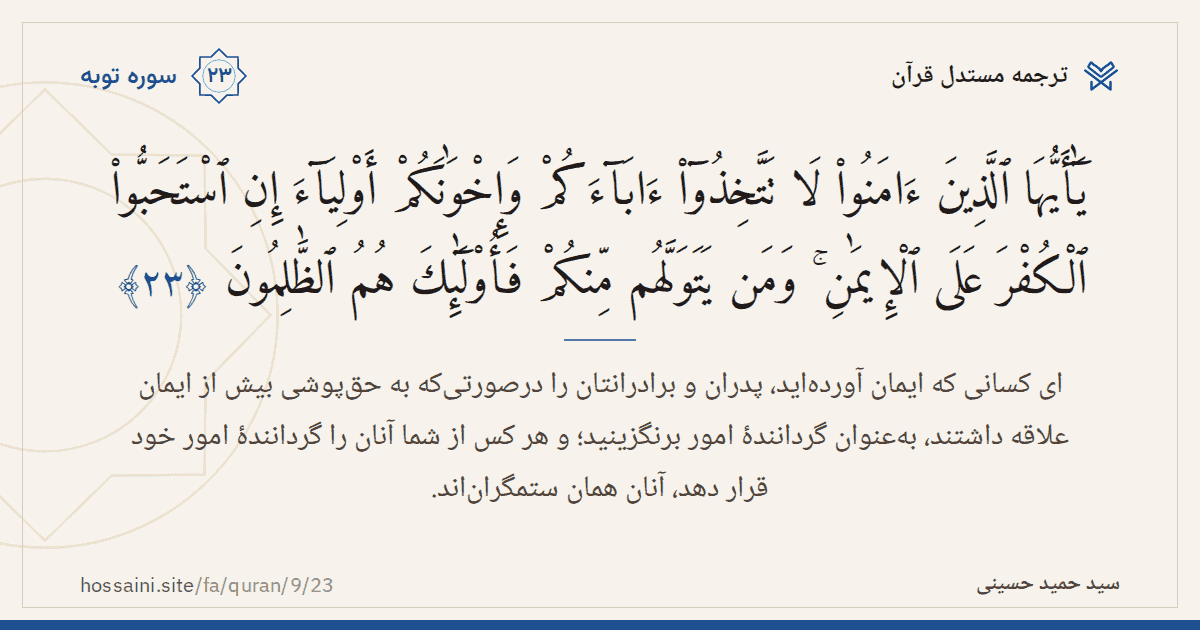 ترجمه مستدل قرآن
۲۳ سوره توبه
يَٰٓأَيُّهَا ٱلَّذِينَ ءَامَنُوا۟ لَا تَتَّخِذُوٓا۟ ءَابَآءَكُمْ وَإِخْوَٰنَكُمْ أَوْلِيَآءَ إِنِ ٱسْتَحَبُّوا۟
ٱلْكُفْرَ عَلَى ٱلْإِيمَٰنِ ۚ وَمَن يَتَوَلَّهُم مِّنكُمْ فَأُو۟لَٰٓئِكَ هُمُ ٱلظَّٰلِمُونَ ﴿۲۳﴾
ای کسانی که ایمان آورده‌اید، پدران و برادرانتان را درصورتی‌که به حق‌پوشی بیش از ایمان
علاقه داشتند، به‌عنوان گردانندهٔ امور برنگزینید؛ و هر کس از شما آنان را گردانندهٔ امور خود
قرار دهد، آنان همان ستمگران‌اند.
سید حمید حسینی
hossaini.site/fa/quran/9/23